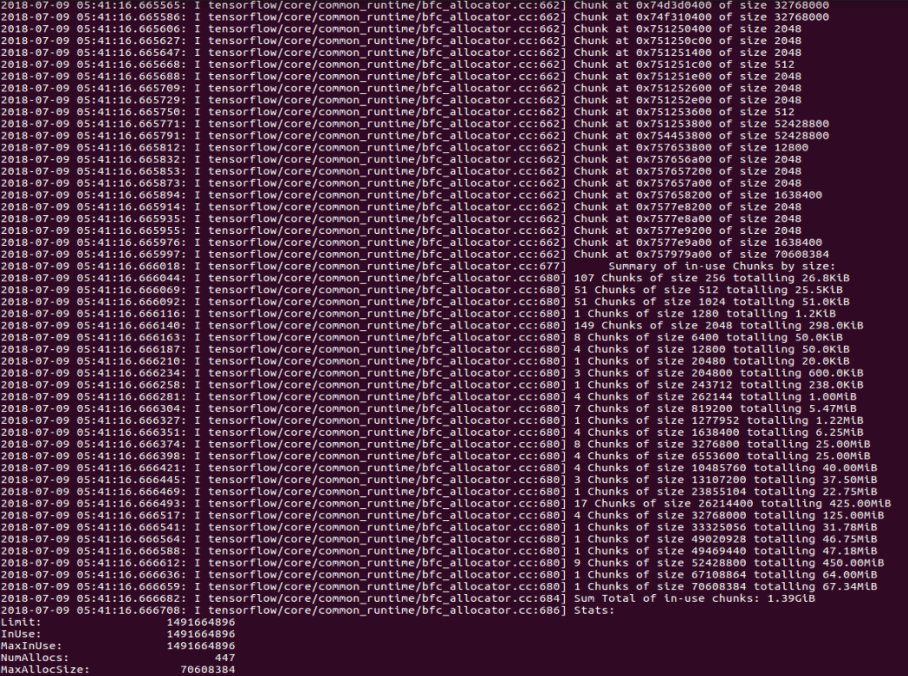 2018-07-09 05:41:16.665565: I tensorflow/core/common_runtime/bfc_allocator.cc:662] Chunk at 0x74d3d0400 of size 32768000
2018-07-09 05:41:16.665586: I tensorflow/core/common_runtime/bfc_allocator.cc:662] Chunk at 0x74f310400 of size 32768000
2018-07-09 05:41:16.665606: I tensorflow/core/common_runtime/bfc_allocator.cc:662] Chunk at 0x751250400 of size 2048
2018-07-09 05:41:16.665627: I tensorflow/core/common_runtime/bfc_allocator.cc:662] Chunk at 0x751250c00 of size 2048
2018-07-09 05:41:16.665647: I tensorflow/core/common_runtime/bfc_allocator.cc:662] Chunk at 0x751251400 of size 2048
2018-07-09 05:41:16.665668: I tensorflow/core/common_runtime/bfc_allocator.cc:662] Chunk at 0x751251c00 of size 512
2018-07-09 05:41:16.665688: I tensorflow/core/common_runtime/bfc_allocator.cc:662] Chunk at 0x751251e00 of size 2048
2018-07-09 05:41:16.665709: I tensorflow/core/common_runtime/bfc_allocator.cc:662] Chunk at 0x751252600 of size 2048
2018-07-09 05:41:16.665729: I tensorflow/core/common_runtime/bfc_allocator.cc:662] Chunk at 0x751252e00 of size 2048
2018-07-09 05:41:16.665750: I tensorflow/core/common_runtime/bfc_allocator.cc:662] Chunk at 0x751253600 of size 512
2018-07-09 05:41:16.665771: I tensorflow/core/common_runtime/bfc_allocator.cc:662] Chunk at 0x751253800 of size 52428800
2018-07-09 05:41:16.665791: I tensorflow/core/common_runtime/bfc_allocator.cc:662] Chunk at 0x754453800 of size 52428800
2018-07-09 05:41:16.665812: I tensorflow/core/common_runtime/bfc_allocator.cc:662] Chunk at 0x757653800 of size 12800
2018-07-09 05:41:16.665832: I tensorflow/core/common_runtime/bfc_allocator.cc:662] Chunk at 0x757656a00 of size 2048
2018-07-09 05:41:16.665853: I tensorflow/core/common_runtime/bfc_allocator.cc:662] Chunk at 0x757657200 of size 2048
2018-07-09 05:41:16.665873: I tensorflow/core/common_runtime/bfc_allocator.cc:662] Chunk at 0x757657a00 of size 2048
2018-07-09 05:41:16.665894: I tensorflow/core/common_runtime/bfc_allocator.cc:662] Chunk at 0x757658200 of size 1638400
2018-07-09 05:41:16.665914: I tensorflow/core/common_runtime/bfc_allocator.cc:662] Chunk at 0x7577e8200 of size 2048
2018-07-09 05:41:16.665935: I tensorflow/core/common_runtime/bfc_allocator.cc:662] Chunk at 0x7577e8a00 of size 2048
2018-07-09 05:41:16.665955: I tensorflow/core/common_runtime/bfc_allocator.cc:662] Chunk at 0x7577e9200 of size 2048
2018-07-09 05:41:16.665976: I tensorflow/core/common_runtime/bfc_allocator.cc:662] Chunk at 0x7577e9a00 of size 1638400
2018-07-09 05:41:16.665997: I tensorflow/core/common_runtime/bfc_allocator.cc:662] Chunk at 0x757979a00 of size 70608384
2018-07-09 05:41:16.666018: I tensorflow/core/common_runtime/bfc_allocator.cc:677]      Summary of in-use Chunks by size:
2018-07-09 05:41:16.666044: I tensorflow/core/common_runtime/bfc_allocator.cc:680] 107 Chunks of size 256 totalling 26.8KiB
2018-07-09 05:41:16.666069: I tensorflow/core/common_runtime/bfc_allocator.cc:680] 51 Chunks of size 512 totalling 25.5KiB
2018-07-09 05:41:16.666092: I tensorflow/core/common_runtime/bfc_allocator.cc:680] 51 Chunks of size 1024 totalling 51.0KiB
2018-07-09 05:41:16.666116: I tensorflow/core/common_runtime/bfc_allocator.cc:680] 1 Chunks of size 1280 totalling 1.2KiB
2018-07-09 05:41:16.666140: I tensorflow/core/common_runtime/bfc_allocator.cc:680] 149 Chunks of size 2048 totalling 298.0KiB
2018-07-09 05:41:16.666163: I tensorflow/core/common_runtime/bfc_allocator.cc:680] 8 Chunks of size 6400 totalling 50.0KiB
2018-07-09 05:41:16.666187: I tensorflow/core/common_runtime/bfc_allocator.cc:680] 4 Chunks of size 12800 totalling 50.0KiB
2018-07-09 05:41:16.666210: I tensorflow/core/common_runtime/bfc_allocator.cc:680] 1 Chunks of size 20480 totalling 20.0KiB
2018-07-09 05:41:16.666234: I tensorflow/core/common_runtime/bfc_allocator.cc:680] 3 Chunks of size 204800 totalling 600.0KiB
2018-07-09 05:41:16.666258: I tensorflow/core/common_runtime/bfc_allocator.cc:680] 1 Chunks of size 243712 totalling 238.0KiB
2018-07-09 05:41:16.666281: I tensorflow/core/common_runtime/bfc_allocator.cc:680] 4 Chunks of size 262144 totalling 1.00MiB
2018-07-09 05:41:16.666304: I tensorflow/core/common_runtime/bfc_allocator.cc:680] 7 Chunks of size 819200 totalling 5.47MiB
2018-07-09 05:41:16.666327: I tensorflow/core/common_runtime/bfc_allocator.cc:680] 1 Chunks of size 1277952 totalling 1.22MiB
2018-07-09 05:41:16.666351: I tensorflow/core/common_runtime/bfc_allocator.cc:680] 4 Chunks of size 1638400 totalling 6.25MiB
2018-07-09 05:41:16.666374: I tensorflow/core/common_runtime/bfc_allocator.cc:680] 8 Chunks of size 3276800 totalling 25.00MiB
2018-07-09 05:41:16.666398: I tensorflow/core/common_runtime/bfc_allocator.cc:680] 4 Chunks of size 6553600 totalling 25.00MiB
2018-07-09 05:41:16.666421: I tensorflow/core/common_runtime/bfc_allocator.cc:680] 4 Chunks of size 10485760 totalling 40.00MiB
2018-07-09 05:41:16.666445: I tensorflow/core/common_runtime/bfc_allocator.cc:680] 3 Chunks of size 13107200 totalling 37.50MiB
2018-07-09 05:41:16.666469: I tensorflow/core/common_runtime/bfc_allocator.cc:680] 1 Chunks of size 23855104 totalling 22.75MiB
2018-07-09 05:41:16.666493: I tensorflow/core/common_runtime/bfc_allocator.cc:680] 17 Chunks of size 26214400 totalling 425.00MiB
2018-07-09 05:41:16.666517: I tensorflow/core/common_runtime/bfc_allocator.cc:680] 4 Chunks of size 32768000 totalling 125.00MiB
2018-07-09 05:41:16.666541: I tensorflow/core/common_runtime/bfc_allocator.cc:680] 1 Chunks of size 33325056 totalling 31.78MiB
2018-07-09 05:41:16.666564: I tensorflow/core/common_runtime/bfc_allocator.cc:680] 1 Chunks of size 49020928 totalling 46.75MiB
2018-07-09 05:41:16.666588: I tensorflow/core/common_runtime/bfc_allocator.cc:680] 1 Chunks of size 49469440 totalling 47.18MiB
2018-07-09 05:41:16.666612: I tensorflow/core/common_runtime/bfc_allocator.cc:680] 9 Chunks of size 52428800 totalling 450.00MiB
2018-07-09 05:41:16.666636: I tensorflow/core/common_runtime/bfc_allocator.cc:680] 1 Chunks of size 67108864 totalling 64.00MiB
2018-07-09 05:41:16.666659: I tensorflow/core/common_runtime/bfc_allocator.cc:680] 1 Chunks of size 70608384 totalling 67.34MiB
2018-07-09 05:41:16.666682: I tensorflow/core/common_runtime/bfc_allocator.cc:684] Sum Total of in-use chunks: 1.39GiB
2018-07-09 05:41:16.666708: I tensorflow/core/common_runtime/bfc_allocator.cc:686] Stats:
Limit:                  1491664896
InUse:                  1491664896
MaxInUse:               1491664896
NumAllocs:                     447
MaxAllocSize:             70608384